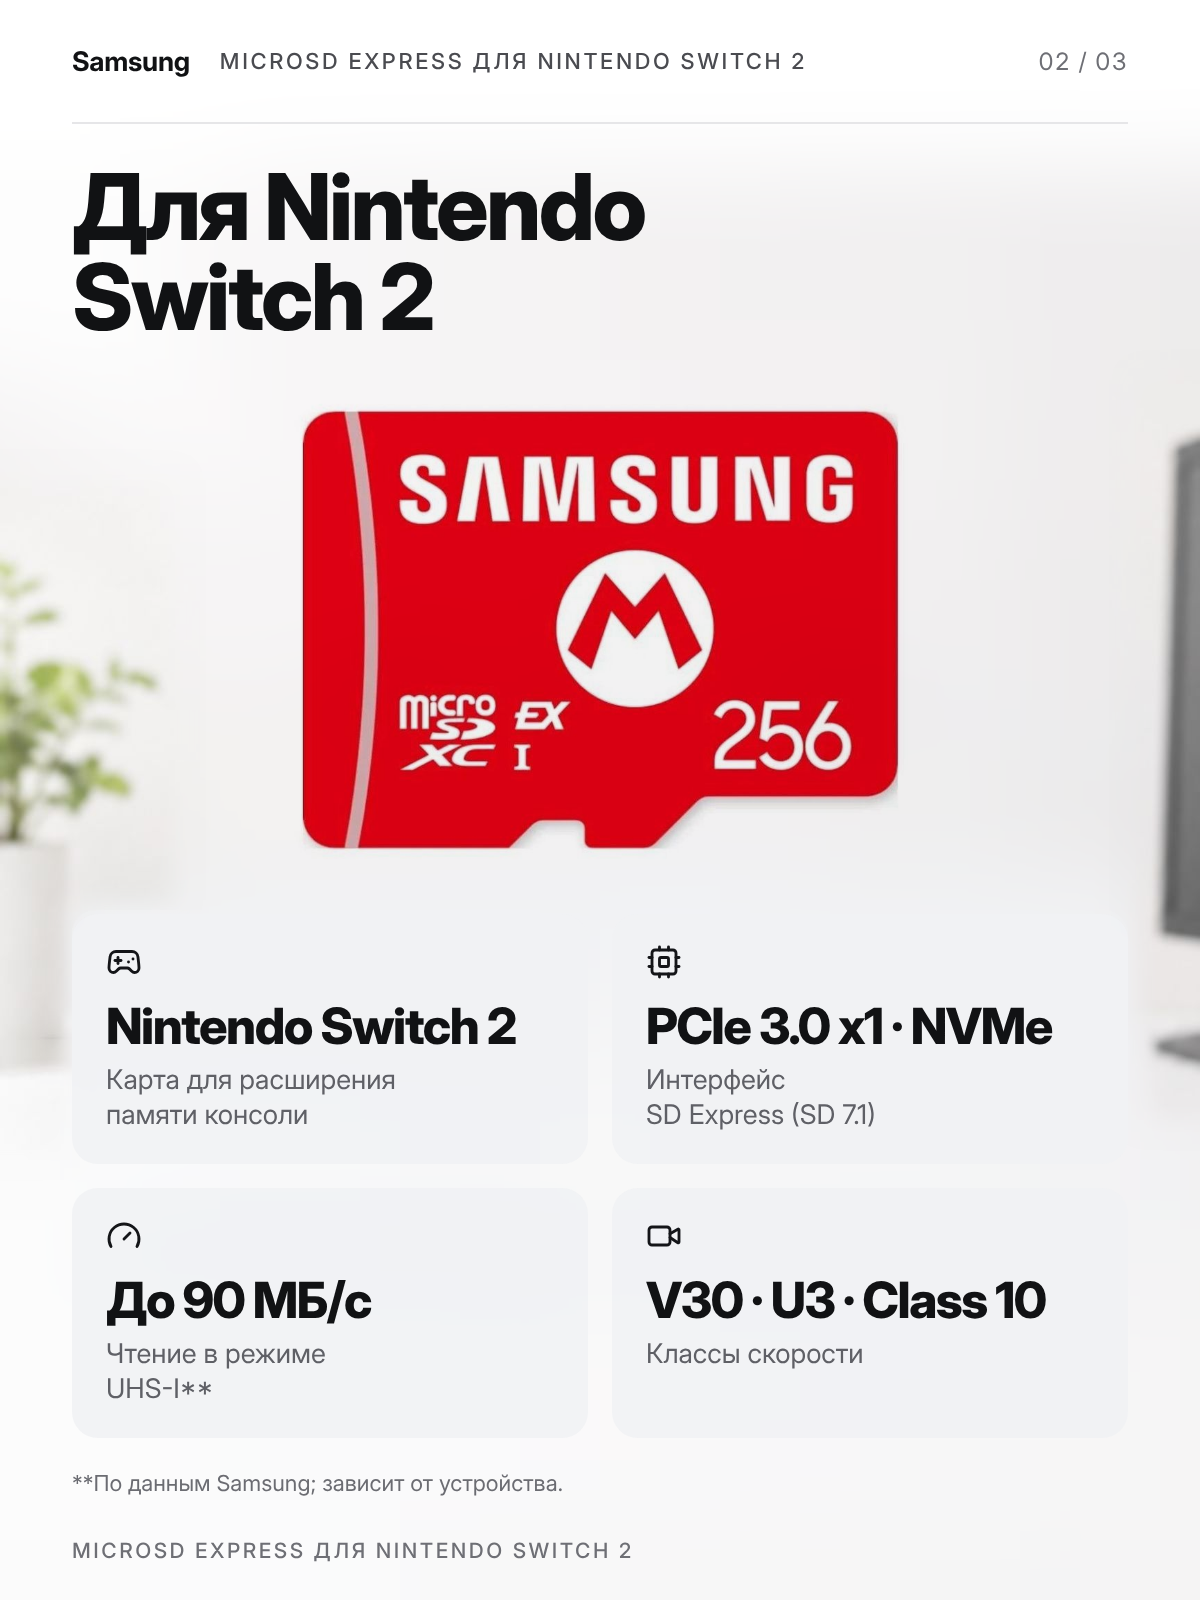 Samsung MICROSD EXPRESS ДЛЯ NINTENDO SWITCH 2 02 / 03
Для Nintendo
Switch 2
SAMSUNG
M
micro
SD EX
XC I
256
Nintendo Switch 2
Карта для расширения
памяти консоли
PCIe 3.0 x1 · NVMe
Интерфейс
SD Express (SD 7.1)
До 90 МБ/с
Чтение в режиме
UHS-I**
V30 · U3 · Class 10
Классы скорости
**По данным Samsung; зависит от устройства.
MICROSD EXPRESS ДЛЯ NINTENDO SWITCH 2